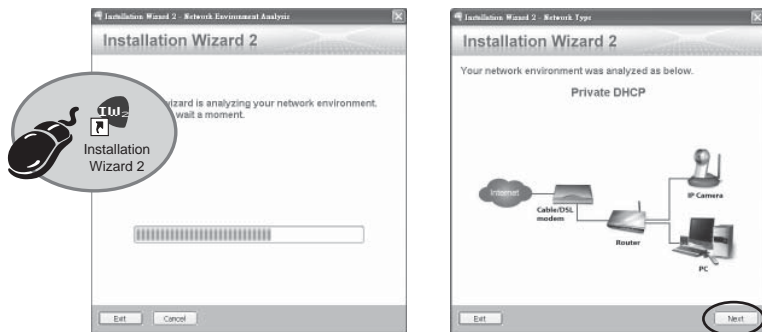 Installation Wizard 2 - Network Environment Analysis
Installation Wizard 2
wizard is analyzing your network environment.
wait a moment.
IW2
Installation
Wizard 2
Exit
Cancel
Installation Wizard 2 - Network Type
Installation Wizard 2
Your network environment was analyzed as below.
Private DHCP
Internet
Cable/DSL
modem
Router
IP Camera
PC
Exit
Next